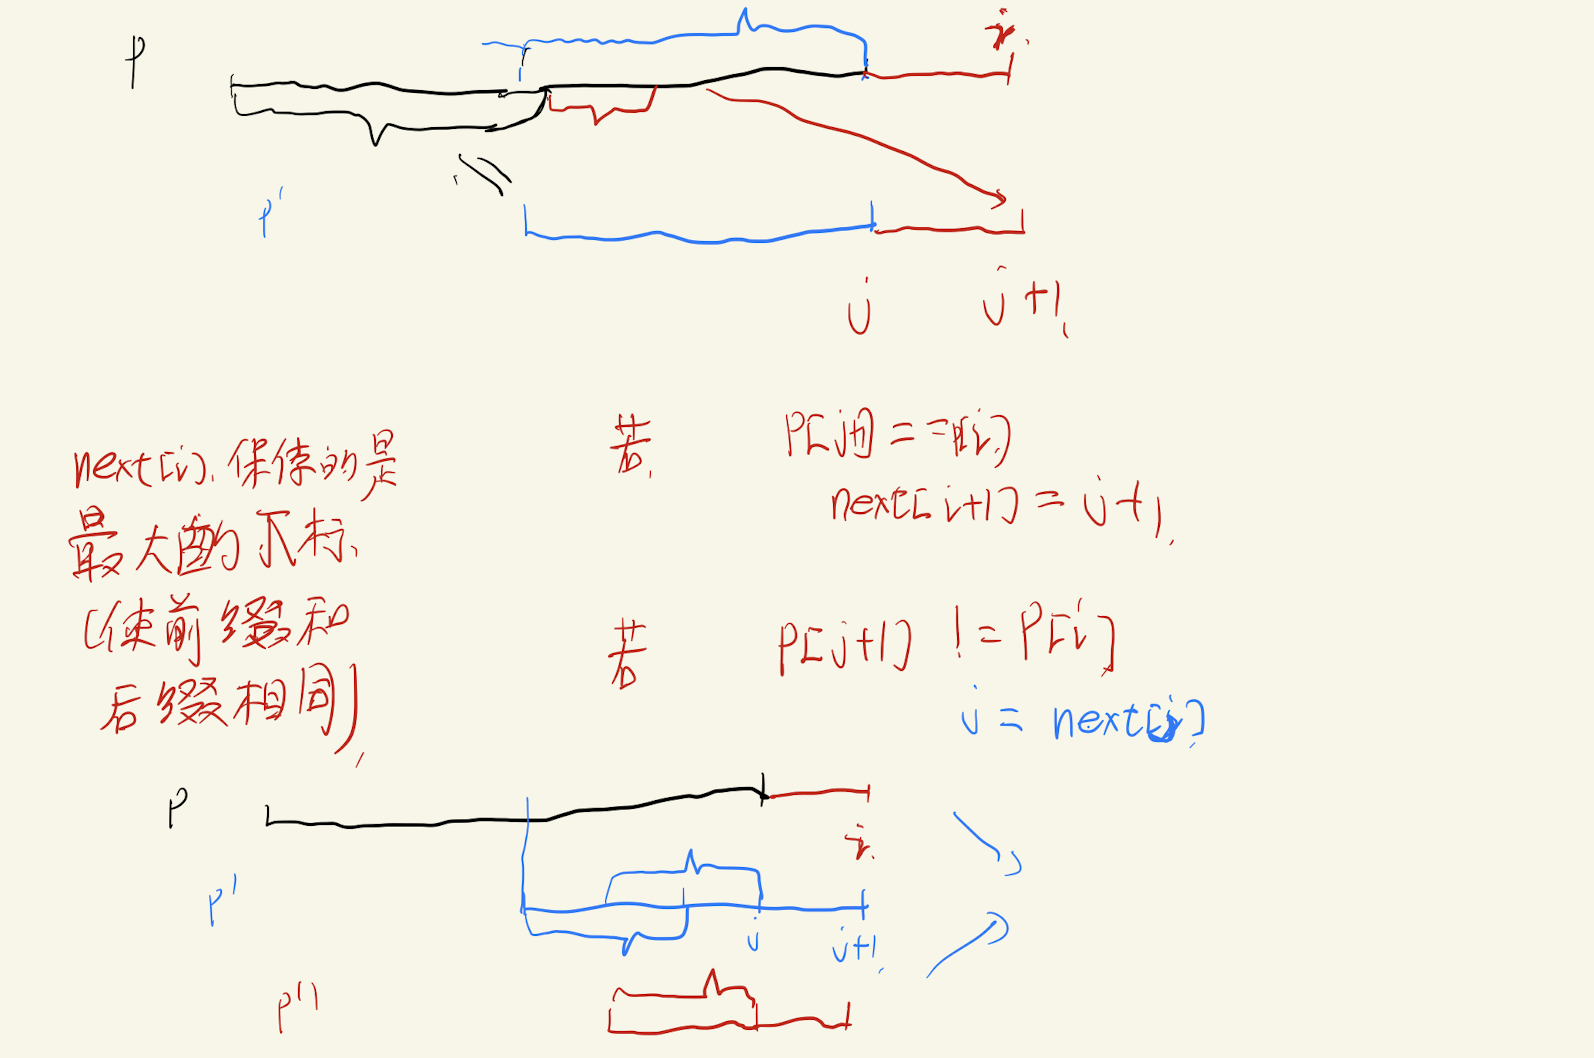 P
i
P'
j j+1
next[i]保存的是
最大的下标
(使前缀和
后缀相同)
若 P[j+1]==P[i]
next[i+1]=j+1
若 P[j+1] != P[i]
j = next[j]
P
i
P'
j j+1
P''